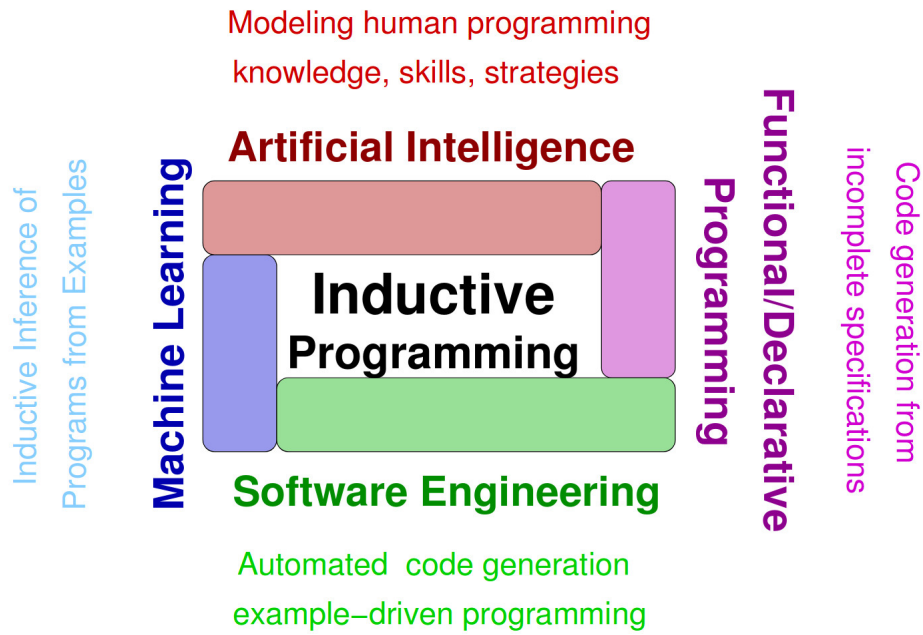 Modeling human programming
knowledge, skills, strategies
Artificial Intelligence
Inductive Inference of
Programs from Examples
Machine Learning
Inductive
Programming
Functional/Declarative
Programming
Code generation from
incomplete specifications
Software Engineering
Automated code generation
example−driven programming